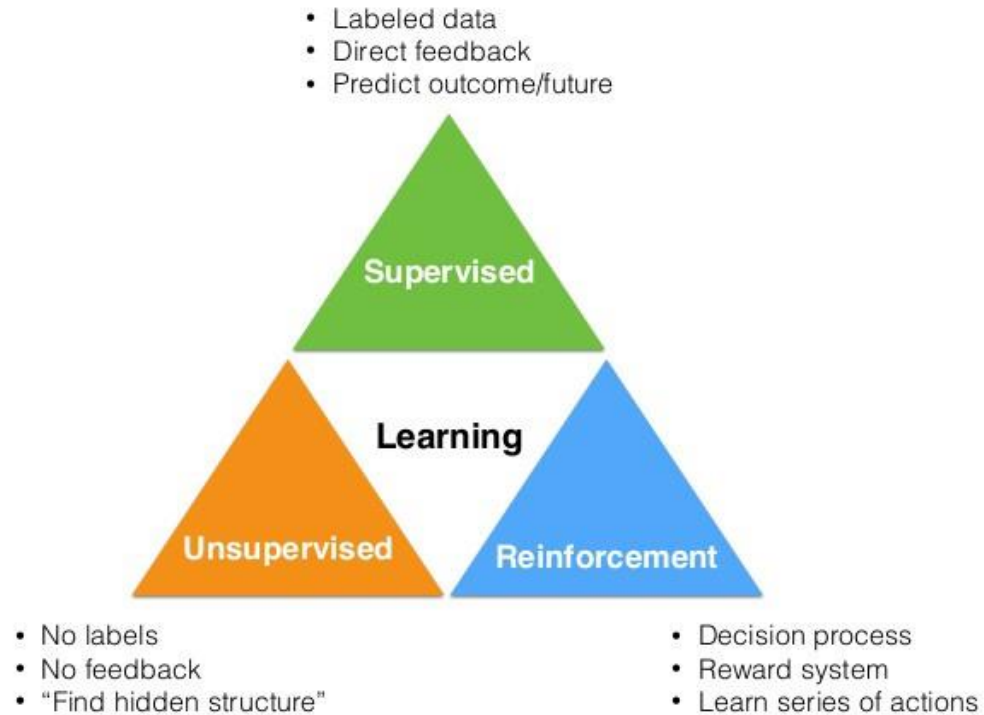 • Labeled data
• Direct feedback
• Predict outcome/future
Supervised
Learning
Unsupervised
Reinforcement
• No labels
• No feedback
• “Find hidden structure”
• Decision process
• Reward system
• Learn series of actions